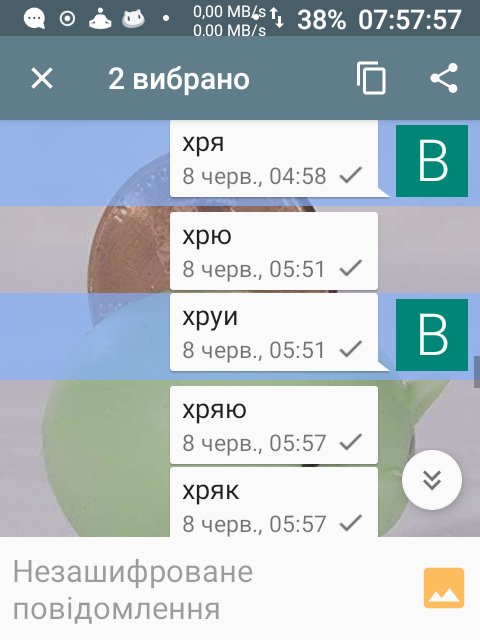 0,00 MB/s
0.00 MB/s
38% 07:57:57
2 вибрано
хря
8 черв., 04:58
B
хрю
8 черв., 05:51
хруи
8 черв., 05:51
B
хряю
8 черв., 05:57
хряк
8 черв., 05:57
Незашифроване
повідомлення